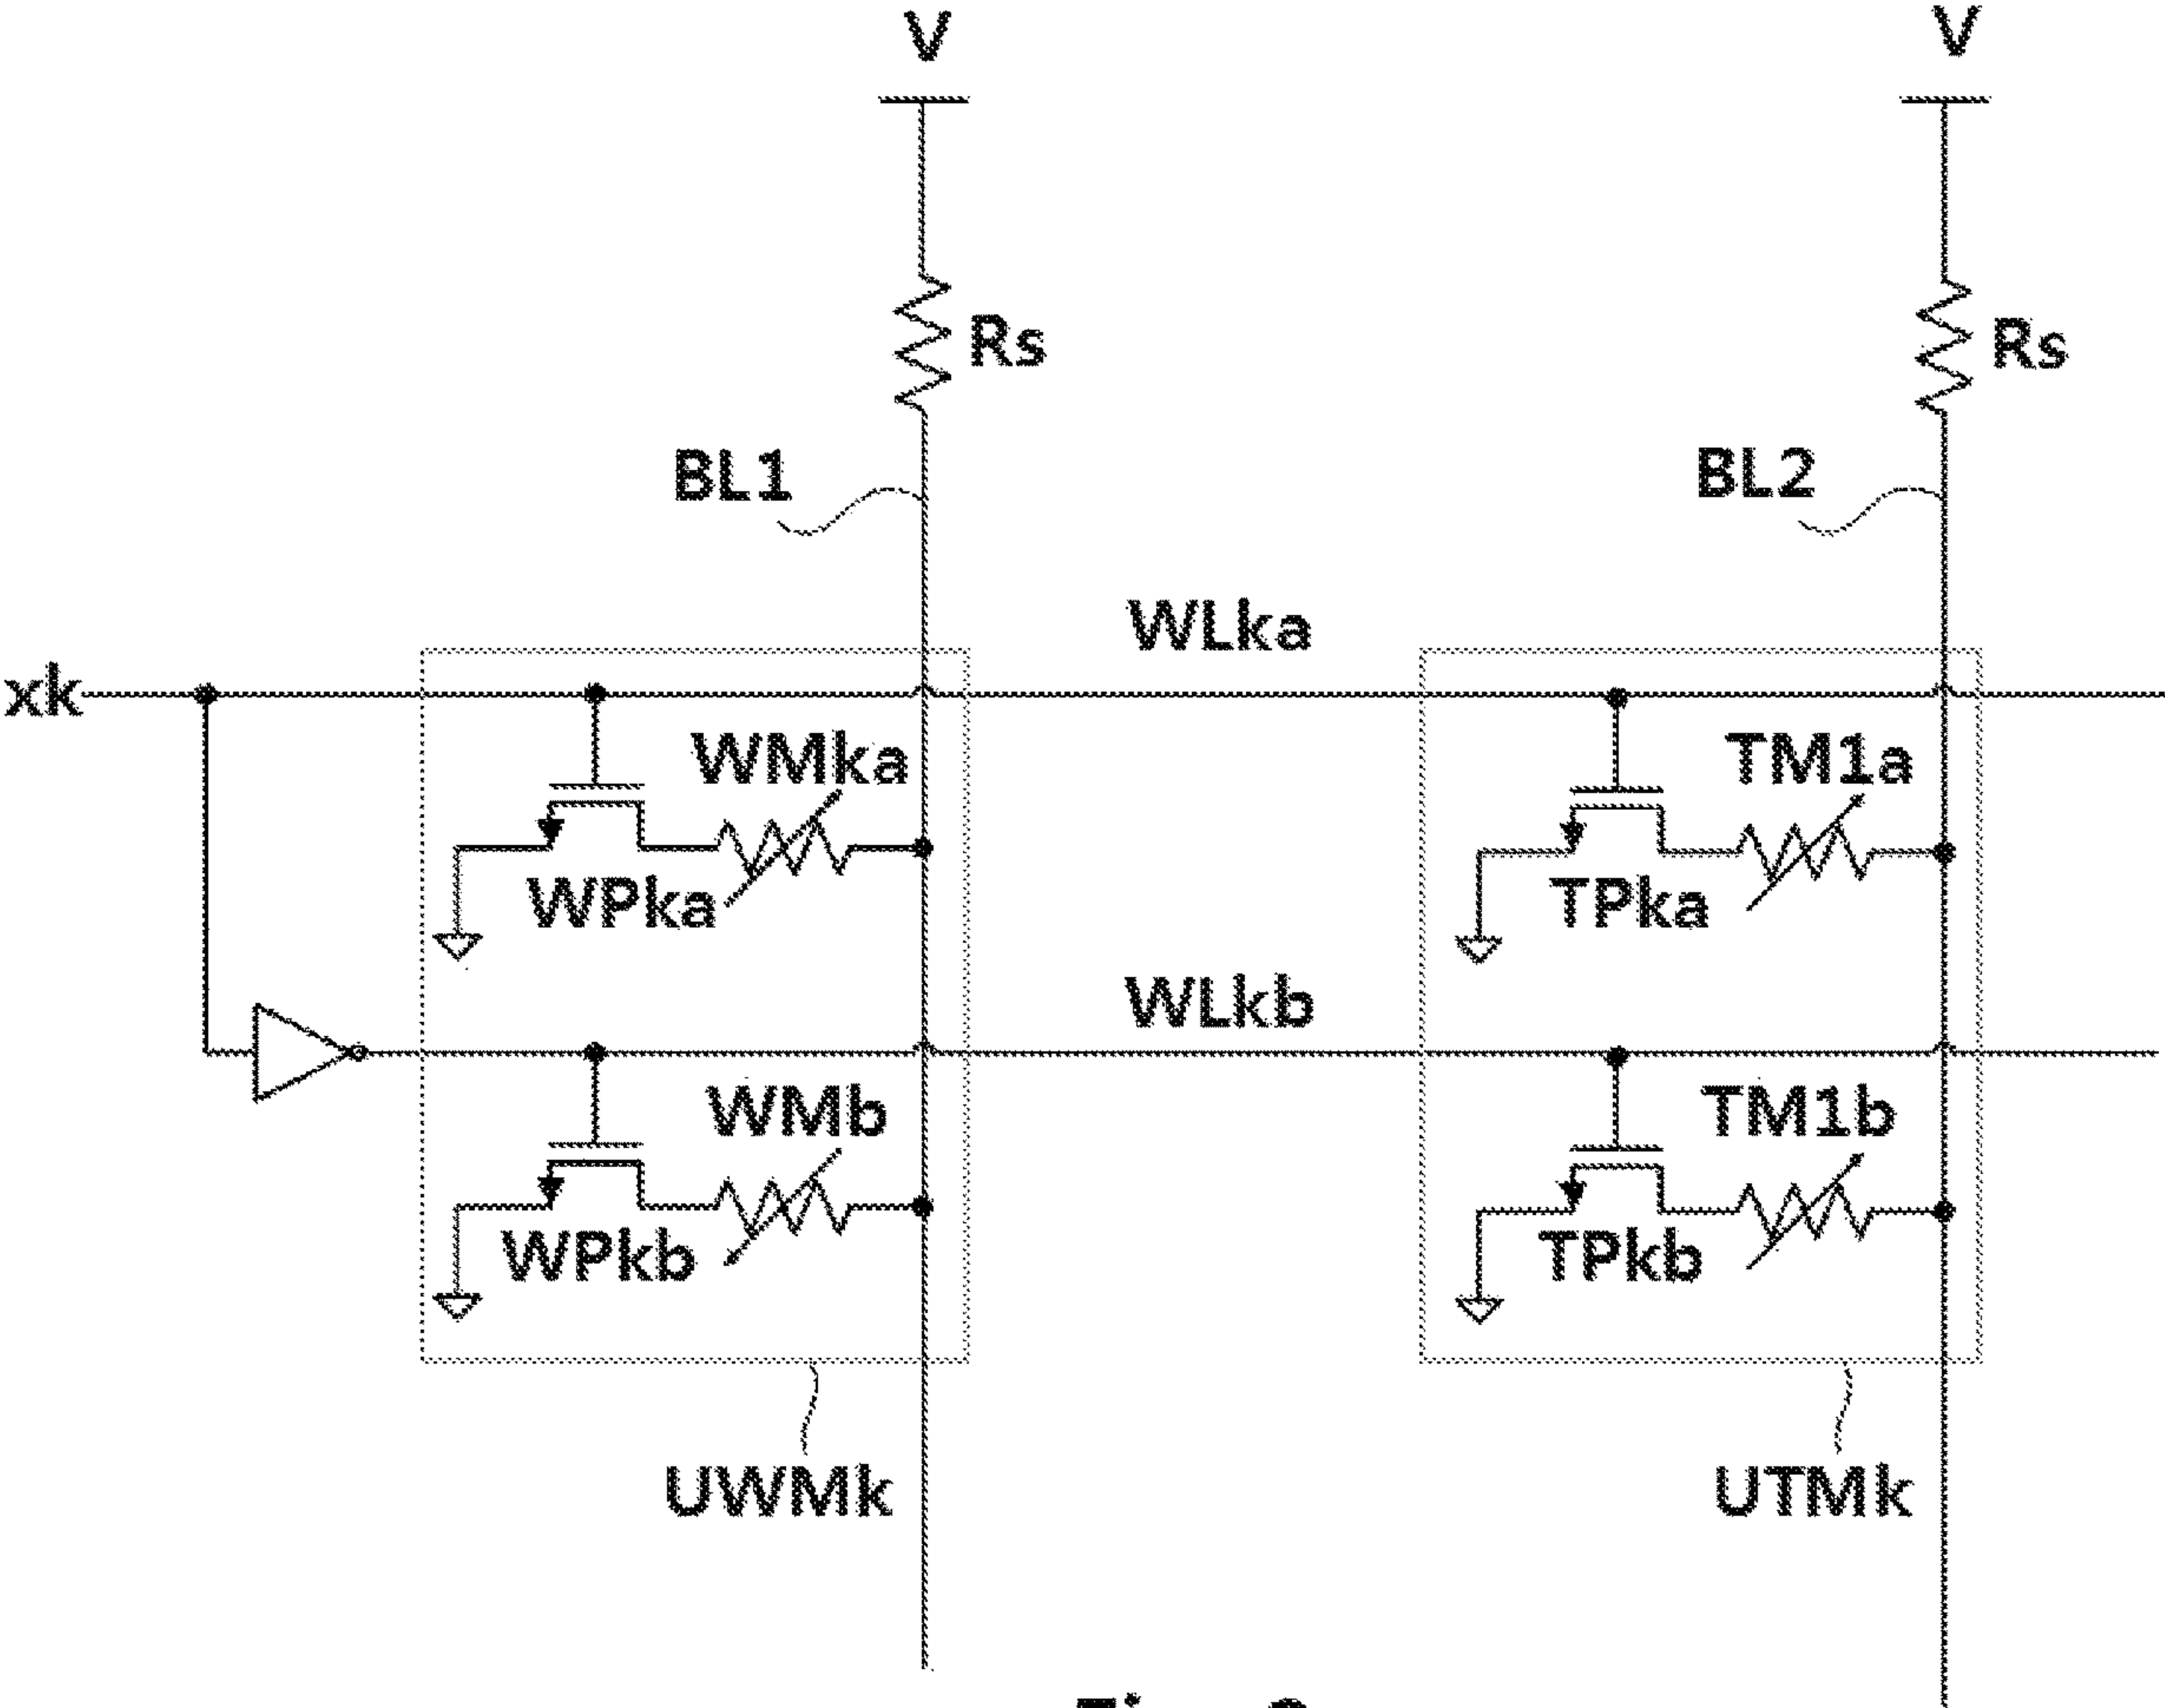 V
V
Rs
Rs
BL1
BL2
WLka
xk
WMka
TM1a
WPka
TPka
WLkb
WMb
TM1b
WPkb
TPkb
UWMk
UTMk